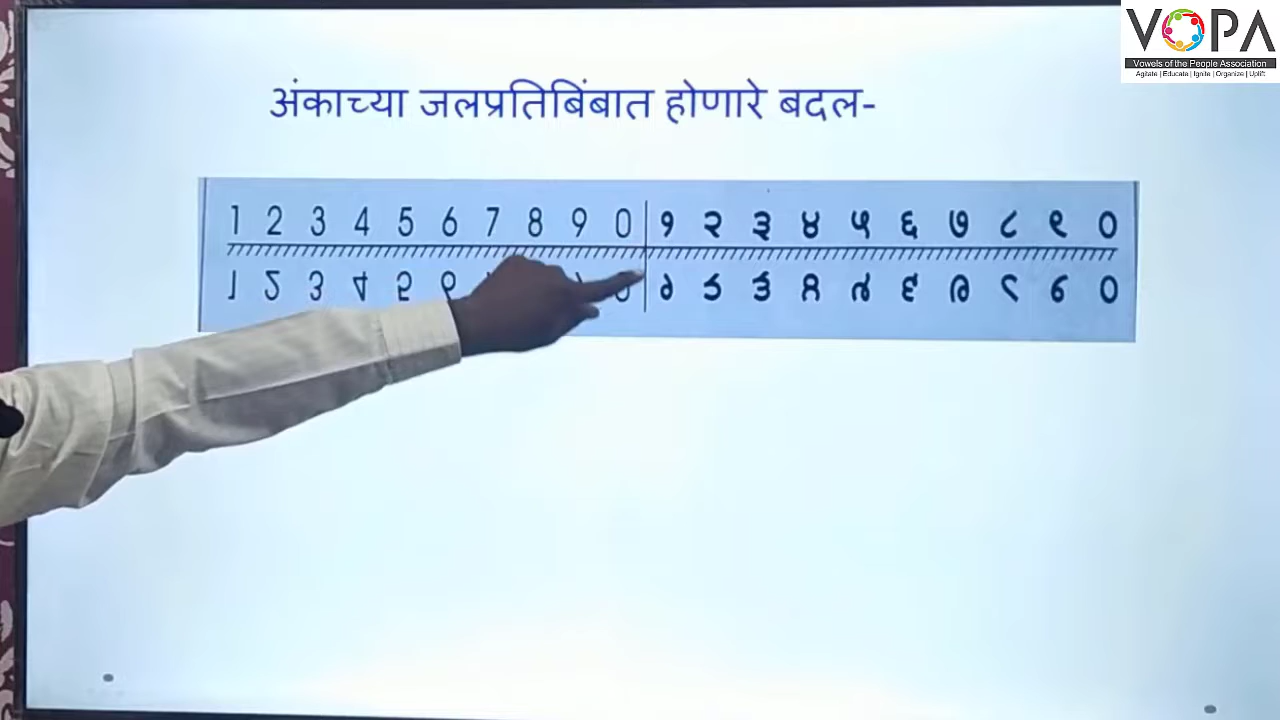 VOPA
Vowels of the People Association
Agitate | Educate | Ignite | Organize | Uplift
अंकाच्या जलप्रतिबिंबात होणारे बदल-
1 2 3 4 5 6 7 8 9 0 १ २ ३ ४ ५ ६ ७ ८ ९ ०